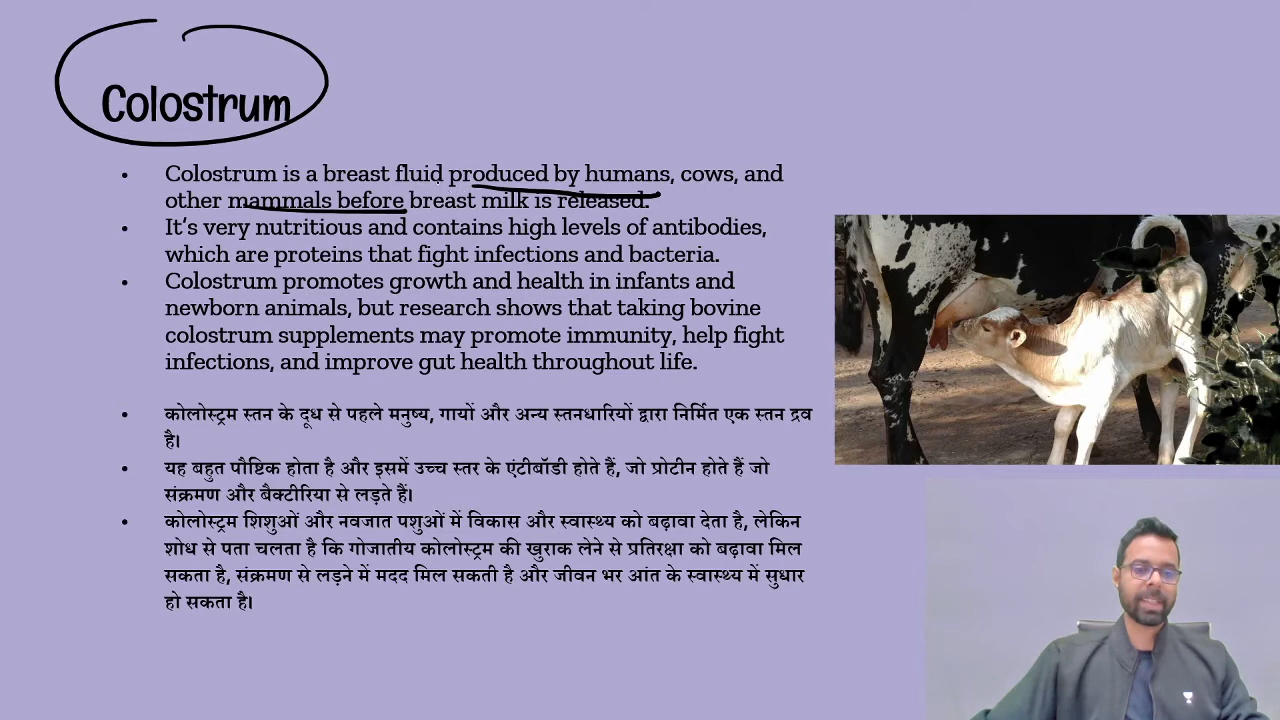 Colostrum
• Colostrum is a breast fluid produced by humans, cows, and
other mammals before breast milk is released.
• It's very nutritious and contains high levels of antibodies,
which are proteins that fight infections and bacteria.
• Colostrum promotes growth and health in infants and
newborn animals, but research shows that taking bovine
colostrum supplements may promote immunity, help fight
infections, and improve gut health throughout life.
• कोलोस्ट्रम स्तन के दूध से पहले मनुष्य, गायों और अन्य स्तनधारियों द्वारा निर्मित एक स्तन द्रव
है।
• यह बहुत पौष्टिक होता है और इसमें उच्च स्तर के एंटीबॉडी होते हैं, जो प्रोटीन होते हैं जो
संक्रमण और बैक्टीरिया से लड़ते हैं।
• कोलोस्ट्रम शिशुओं और नवजात पशुओं में विकास और स्वास्थ्य को बढ़ावा देता है, लेकिन
शोध से पता चलता है कि गोजातीय कोलोस्ट्रम की खुराक लेने से प्रतिरक्षा को बढ़ावा मिल
सकता है, संक्रमण से लड़ने में मदद मिल सकती है और जीवन भर आंत के स्वास्थ्य में सुधार
हो सकता है।